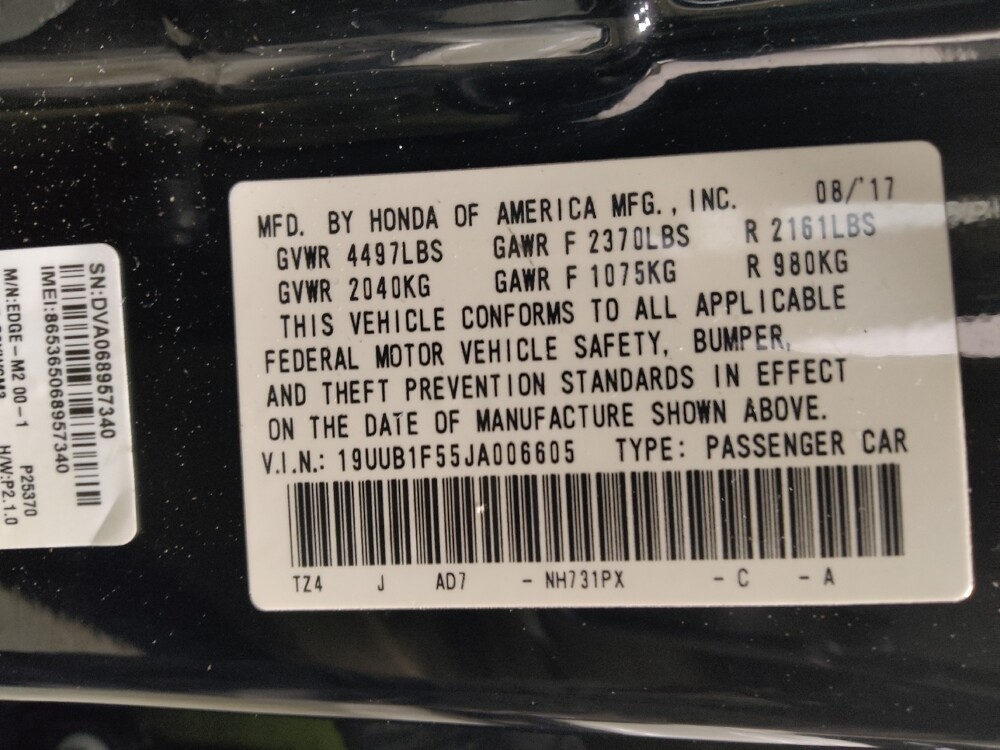 MFD. BY HONDA OF AMERICA MFG., INC. 08/'17
GVWR 4497LBS GAWR F 2370LBS R 2161LBS
GVWR 2040KG GAWR F 1075KG R 980KG
THIS VEHICLE CONFORMS TO ALL APPLICABLE
FEDERAL MOTOR VEHICLE SAFETY, BUMPER,
AND THEFT PREVENTION STANDARDS IN EFFECT
ON THE DATE OF MANUFACTURE SHOWN ABOVE.
V.I.N.: 19UUB1F55JA006605 TYPE: PASSENGER CAR
TZ4 J AD7 - NH731PX - C - A
SN:DVA068957340
IMEI:865365068957340
M/N:EDGE-M2 00-1 P25370
H/W:P2.1.0